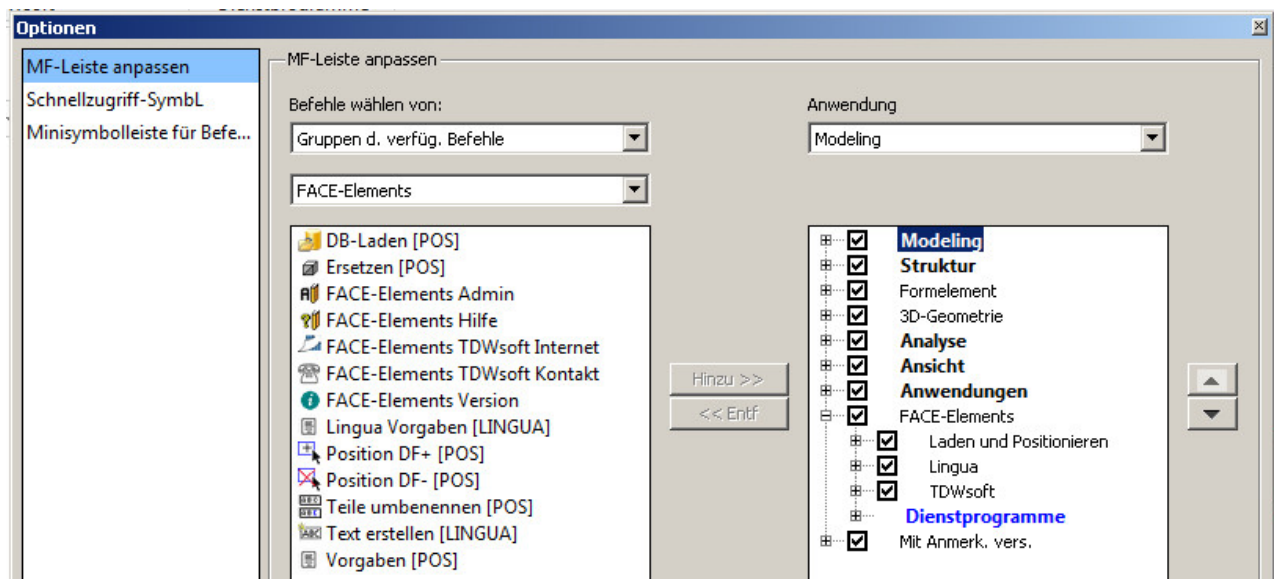 Optionen
MF-Leiste anpassen
Schnellzugriff-SymbL
Minisymbolleiste für Befe...
MF-Leiste anpassen
Befehle wählen von:
Gruppen d. verfüg. Befehle
FACE-Elements
DB-Laden [POS]
Ersetzen [POS]
FACE-Elements Admin
FACE-Elements Hilfe
FACE-Elements TDWsoft Internet
FACE-Elements TDWsoft Kontakt
FACE-Elements Version
Lingua Vorgaben [LINGUA]
Position DF+ [POS]
Position DF- [POS]
Teile umbenennen [POS]
Text erstellen [LINGUA]
Vorgaben [POS]
Hinzu >>
<< Entf
Anwendung
Modeling
Modeling
Struktur
Formelement
3D-Geometrie
Analyse
Ansicht
Anwendungen
FACE-Elements
Laden und Positionieren
Lingua
TDWsoft
Dienstprogramme
Mit Anmerk. vers.